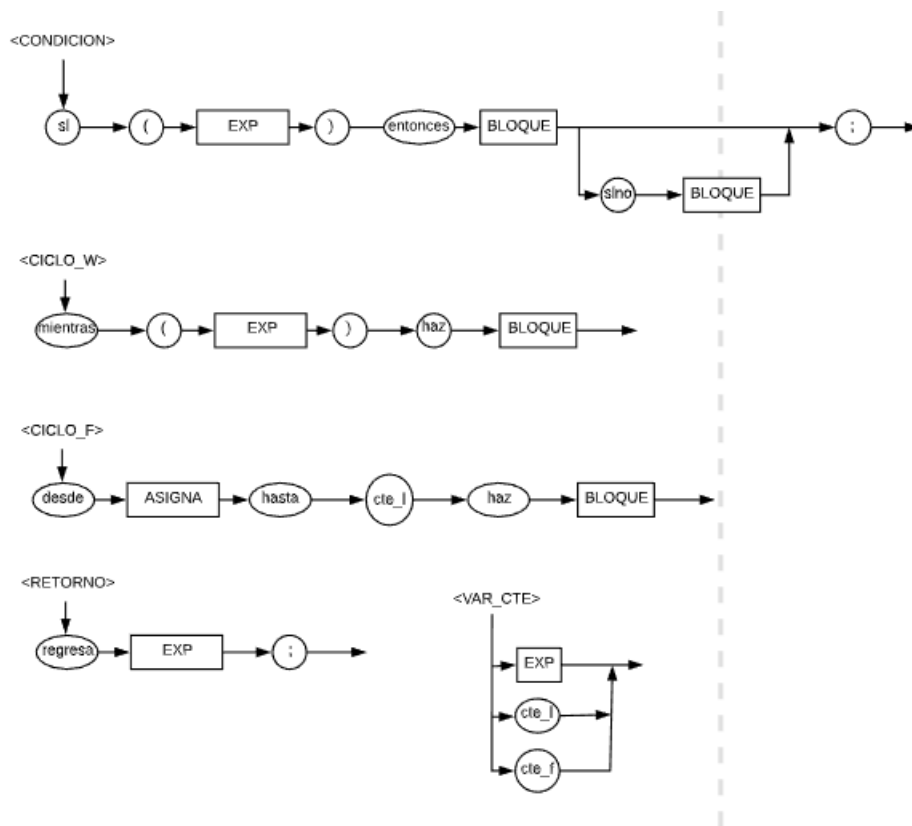 <CONDICION>
si ( EXP ) entonces BLOQUE ;
sino BLOQUE
<CICLO_W>
mientras ( EXP ) haz BLOQUE
<CICLO_F>
desde ASIGNA hasta cte_I haz BLOQUE
<RETORNO>
regresa EXP ;
<VAR_CTE>
EXP
cte_I
cte_f